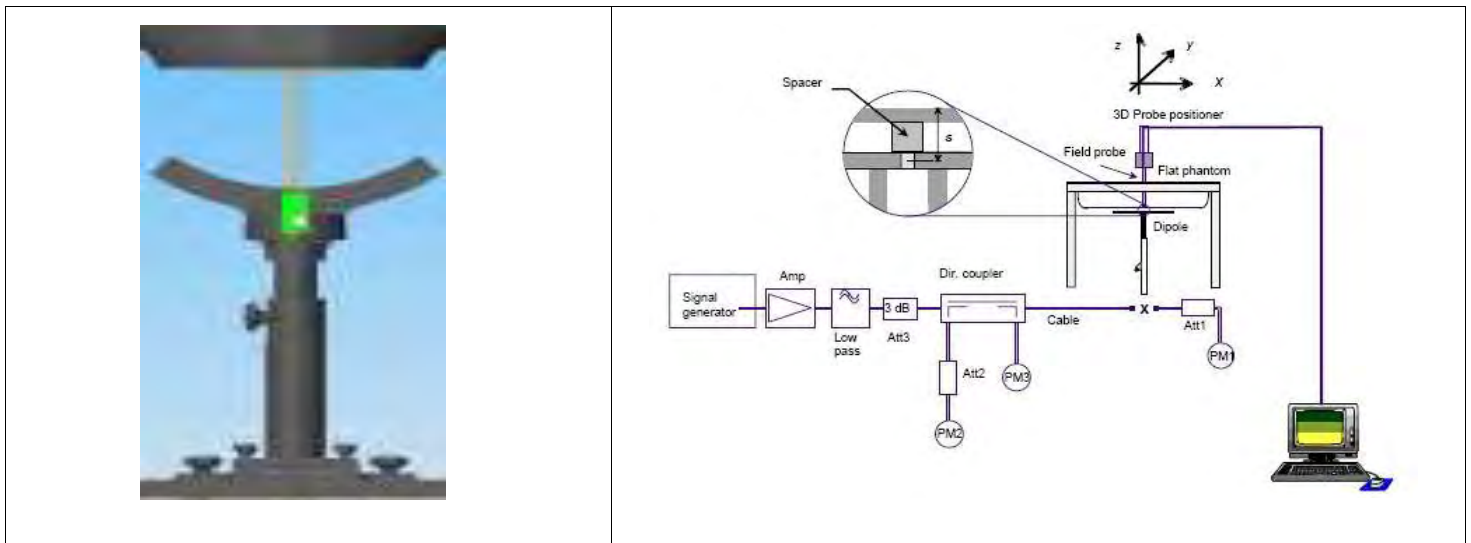 z
y
X
Spacer
s
3D Probe positioner
Field probe
Flat phantom
Dipole
Signal
generator
Amp
Low
pass
3 dB
Att3
Dir. coupler
Cable
X
Att1
PM1
Att2
PM3
PM2